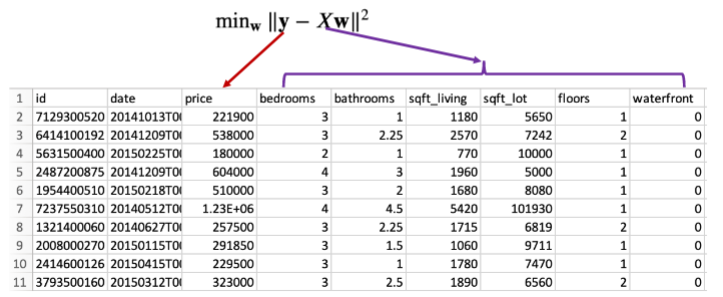 min_w ||y − Xw||²
1 id date price bedrooms bathrooms sqft_living sqft_lot floors waterfront
2 7129300520 20141013T0 221900 3 1 1180 5650 1 0
3 6414100192 20141209T0 538000 3 2.25 2570 7242 2 0
4 5631500400 20150225T0 180000 2 1 770 10000 1 0
5 2487200875 20141209T0 604000 4 3 1960 5000 1 0
6 1954400510 20150218T0 510000 3 2 1680 8080 1 0
7 7237550310 20140512T0 1.23E+06 4 4.5 5420 101930 1 0
8 1321400060 20140627T0 257500 3 2.25 1715 6819 2 0
9 2008000270 20150115T0 291850 3 1.5 1060 9711 1 0
10 2414600126 20150415T0 229500 3 1 1780 7470 1 0
11 3793500160 20150312T0 323000 3 2.5 1890 6560 2 0